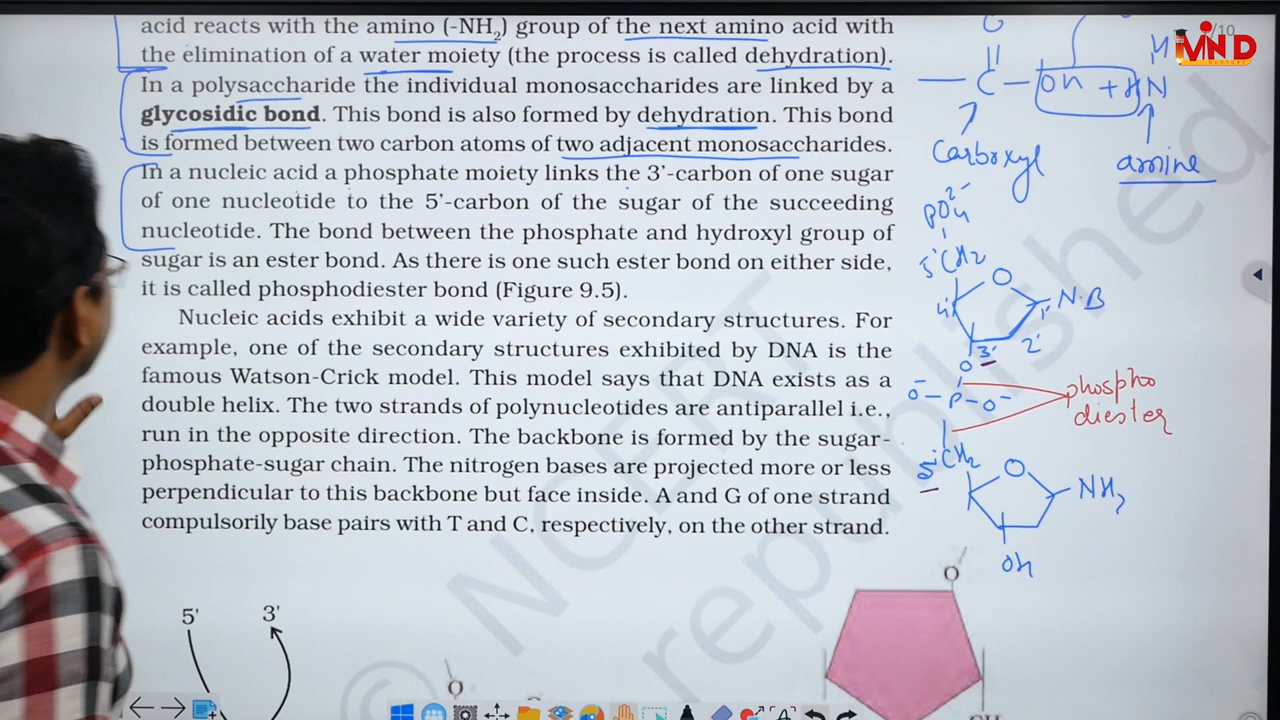 acid reacts with the amino (-NH₂) group of the next amino acid with
the elimination of a water moiety (the process is called dehydration).
In a polysaccharide the individual monosaccharides are linked by a
glycosidic bond. This bond is also formed by dehydration. This bond
is formed between two carbon atoms of two adjacent monosaccharides.
In a nucleic acid a phosphate moiety links the 3’-carbon of one sugar
of one nucleotide to the 5’-carbon of the sugar of the succeeding
nucleotide. The bond between the phosphate and hydroxyl group of
sugar is an ester bond. As there is one such ester bond on either side,
it is called phosphodiester bond (Figure 9.5).
Nucleic acids exhibit a wide variety of secondary structures. For
example, one of the secondary structures exhibited by DNA is the
famous Watson-Crick model. This model says that DNA exists as a
double helix. The two strands of polynucleotides are antiparallel i.e.,
run in the opposite direction. The backbone is formed by the sugar-
phosphate-sugar chain. The nitrogen bases are projected more or less
perpendicular to this backbone but face inside. A and G of one strand
compulsorily base pairs with T and C, respectively, on the other strand.
5' 3'
O
O
© NCERT
republished
MIND
/10
H
C - OH + HN
Carboxyl
amine
PO₄²⁻
5'CH₂
O
4'
1' N.B
3' 2'
O
O⁻ - P - O⁻
phospho
diester
5'CH₂
O
NH₂
OH